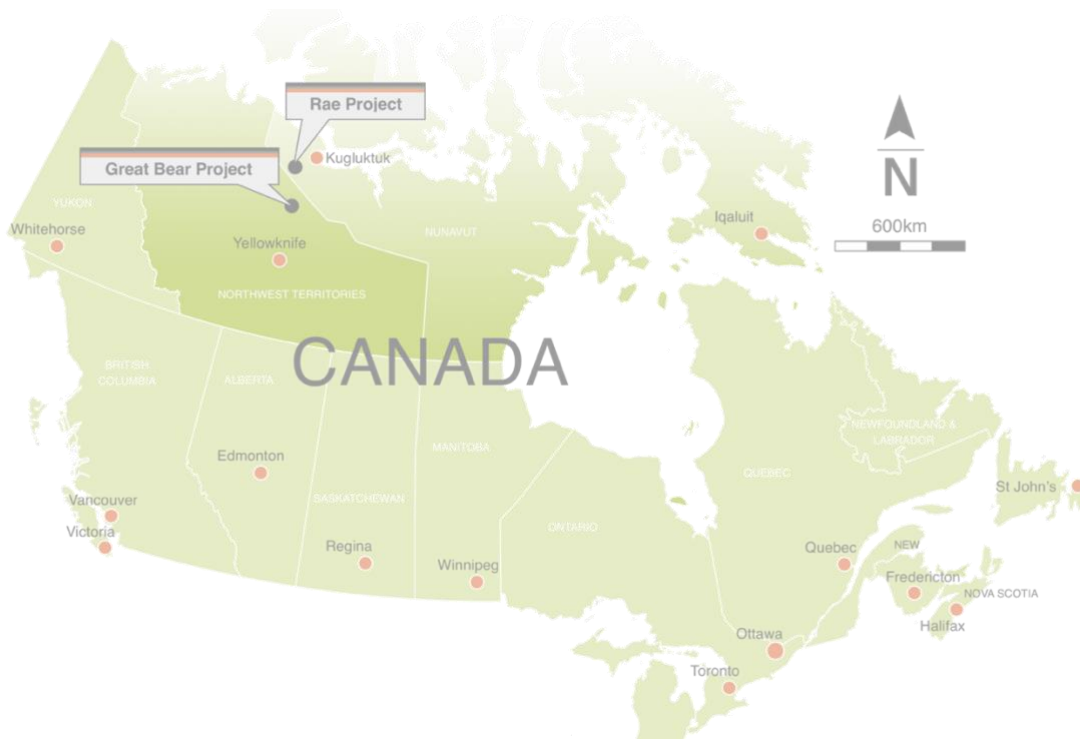 Rae Project
Great Bear Project
Kugluktuk
N
600km
YUKON
Whitehorse
Iqaluit
NUNAVUT
Yellowknife
NORTHWEST TERRITORIES
CANADA
BRITISH
COLUMBIA
ALBERTA
NEWFOUNDLAND &
LABRADOR
MANITOBA
Edmonton
QUEBEC
St John's
SASKATCHEWAN
Vancouver
Victoria
ONTARIO
Regina
Winnipeg
Quebec
NEW
Fredericton
NOVA SCOTIA
Halifax
Ottawa
Toronto